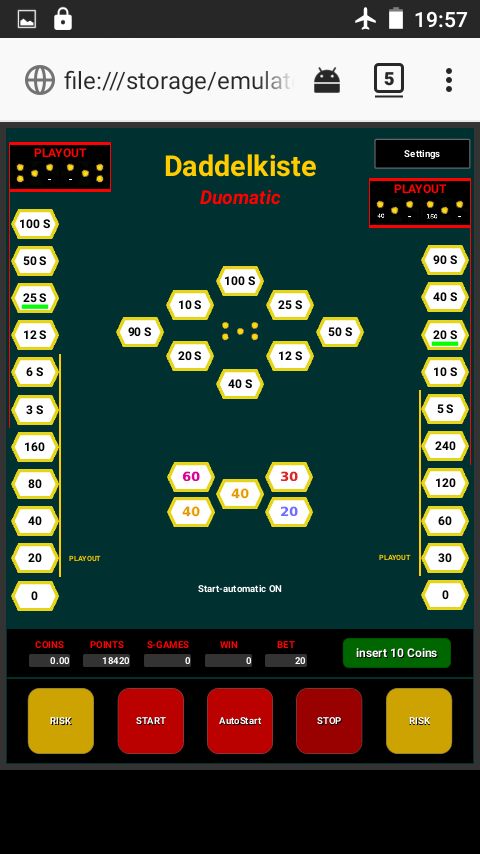 19:57
file:///storage/emulate
5
PLAYOUT
Settings
Daddelkiste
Duomatic
PLAYOUT
40 - 160 -
100 S
50 S
25 S
12 S
6 S
3 S
160
80
40
20
0
PLAYOUT
100 S
10 S 25 S
90 S 50 S
20 S 12 S
40 S
60 30
40
40 20
90 S
40 S
20 S
10 S
5 S
240
120
60
30
0
PLAYOUT
Start-automatic ON
COINS POINTS S-GAMES WIN BET
0.00 18420 0 0 20
insert 10 Coins
RISK START AutoStart STOP RISK